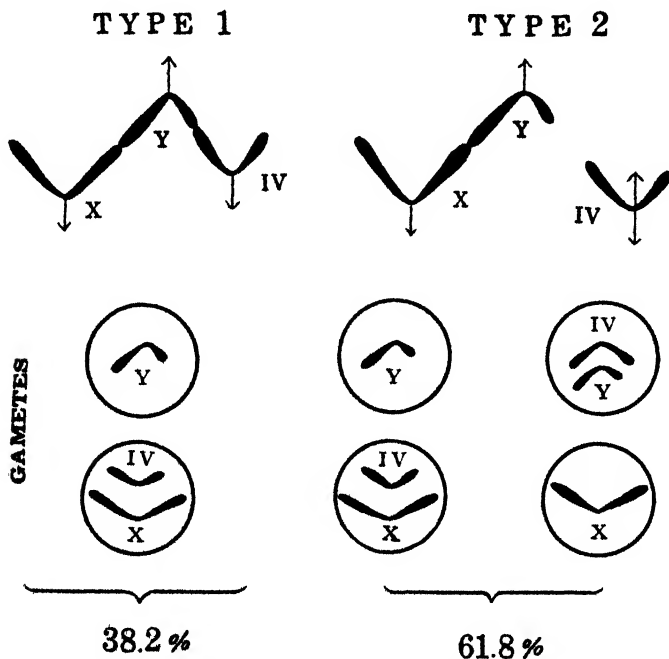 TYPE 1 TYPE 2
Y Y
IV
X X IV
GAMETES
Y Y IV Y
IV X IV X X
38.2 % 61.8 %